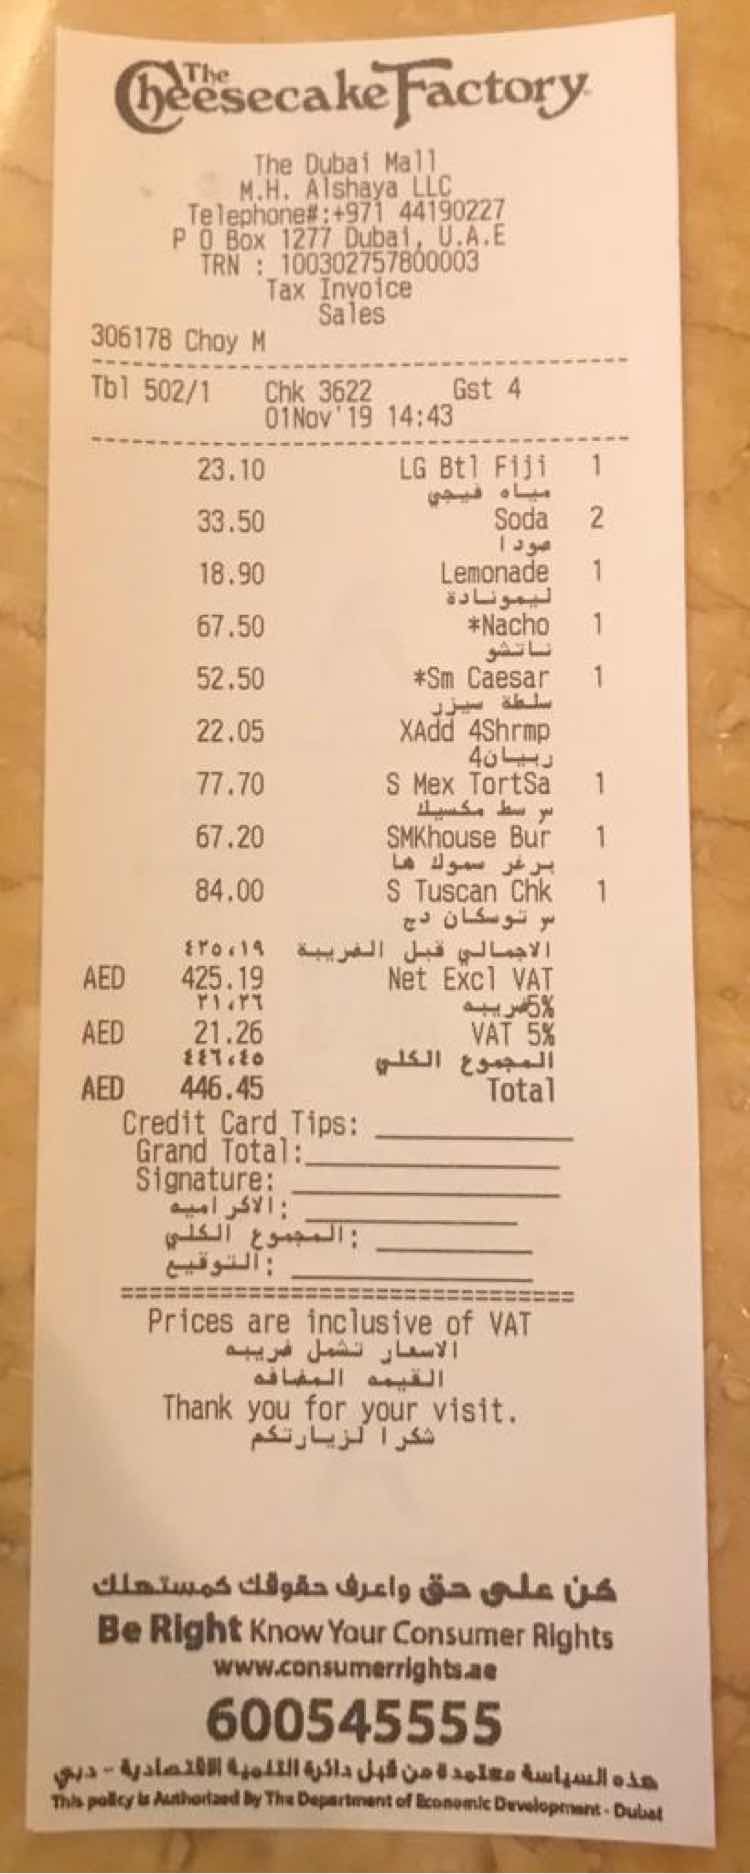 The Cheesecake Factory
The Dubai Mall
M.H. Alshaya LLC
Telephone#:+971 44190227
P O Box 1277 Dubai, U.A.E
TRN : 100302757800003
Tax Invoice
Sales
306178 Choy M
Tbl 502/1 Chk 3622 Gst 4
01Nov'19 14:43
23.10 LG Btl Fiji 1
مياه فيجي
33.50 Soda 2
صودا
18.90 Lemonade 1
ليمونادة
67.50 *Nacho 1
ناتشو
52.50 *Sm Caesar 1
سلطة سيزر
22.05 XAdd 4Shrmp
ربيان4
77.70 S Mex TortSa 1
س سط مكسيك
67.20 SMKhouse Bur 1
برغر سموك ها
84.00 S Tuscan Chk 1
س توسكان دج
٤٢٥،١٩ الاجمالي قبل الضريبة
AED 425.19 Net Excl VAT
٢١،٢٦ ضريبه 5%
AED 21.26 VAT 5%
٤٤٦،٤٥ المجموع الكلي
AED 446.45 Total
Credit Card Tips:
Grand Total:
Signature:
الاكراميه:
المجموع الكلي:
التوقيع:
Prices are inclusive of VAT
الاسعار تشمل ضريبه
القيمه المضافه
Thank you for your visit.
شكرا لزيارتكم
كن على حق واعرف حقوقك كمستهلك
Be Right Know Your Consumer Rights
www.consumerrights.ae
600545555
هذه السياسة معتمدة من قبل دائرة التنمية الاقتصادية - دبي
This policy is Authorized By The Department of Economic Development - Dubai